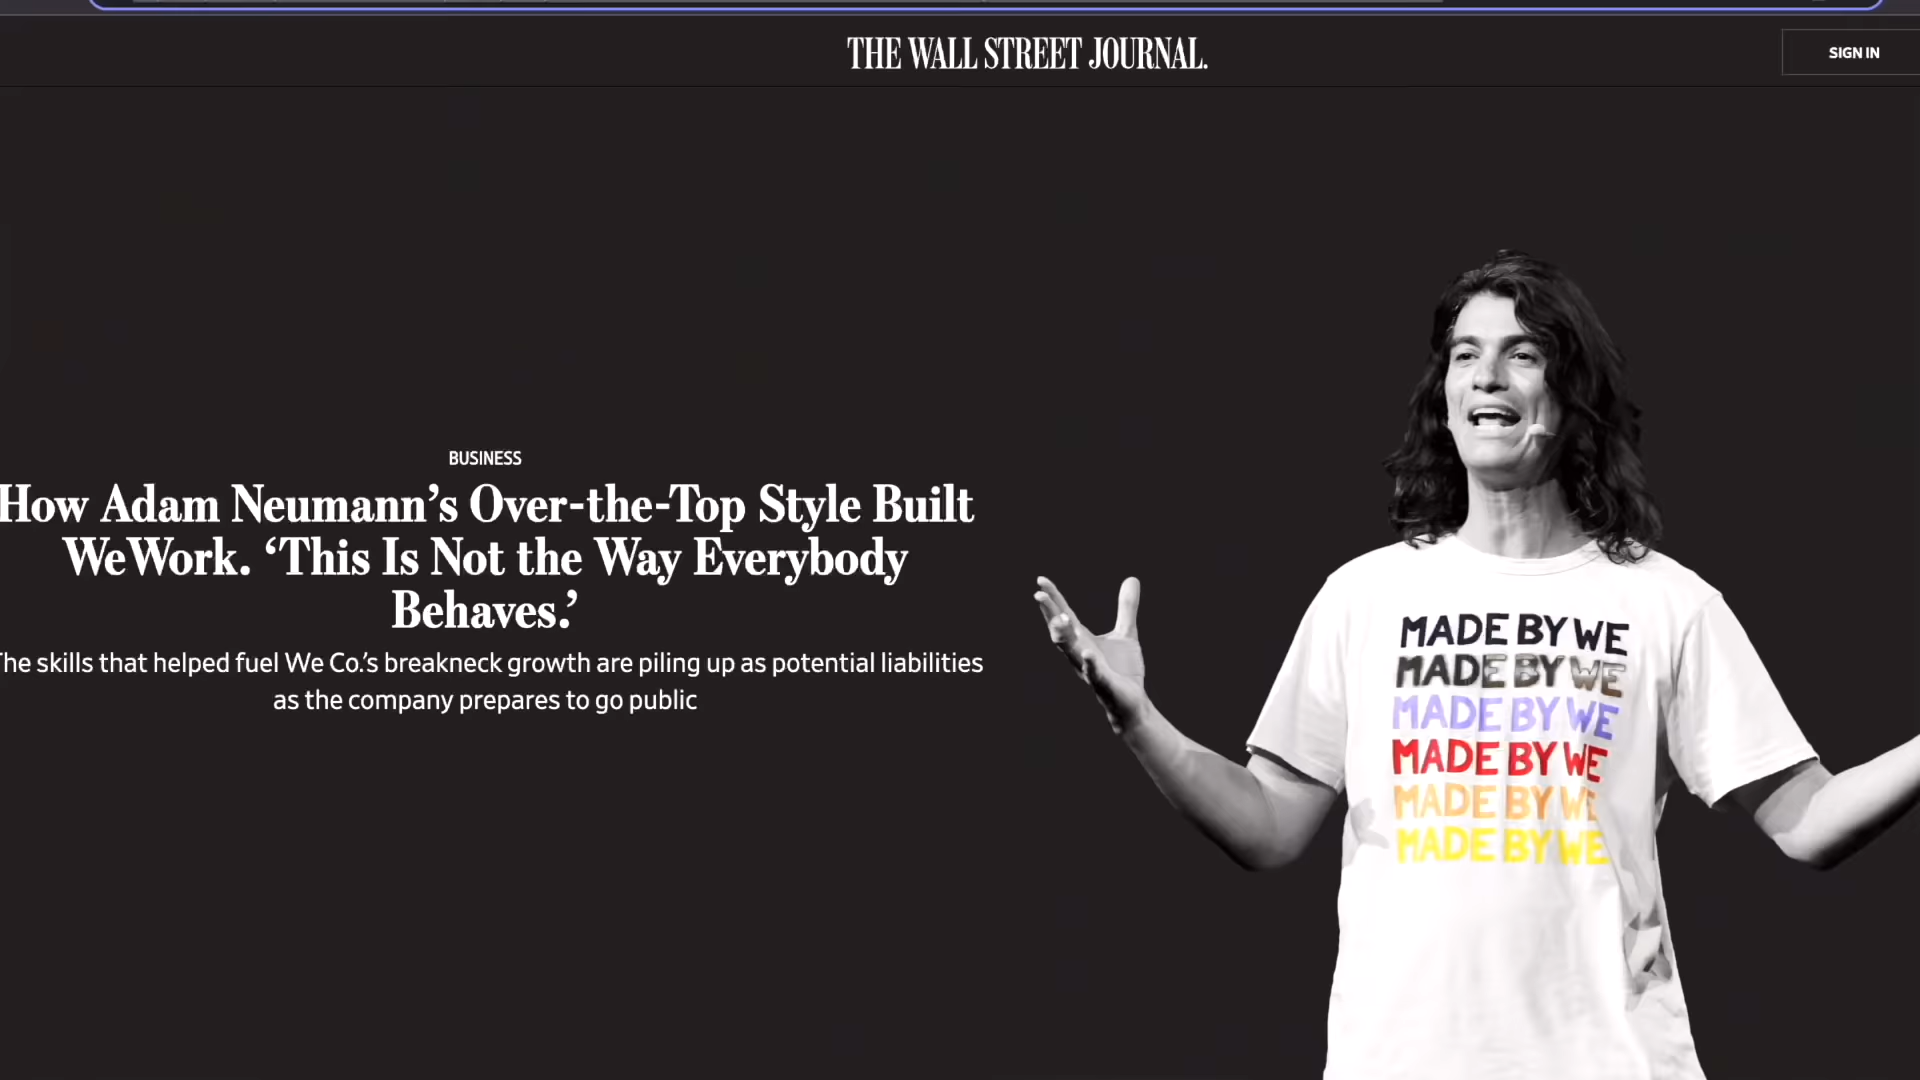 THE WALL STREET JOURNAL.
SIGN IN
BUSINESS
How Adam Neumann’s Over-the-Top Style Built
WeWork. ‘This Is Not the Way Everybody
Behaves.’
The skills that helped fuel We Co.’s breakneck growth are piling up as potential liabilities
as the company prepares to go public
MADE BY WE
MADE BY WE
MADE BY WE
MADE BY WE
MADE BY WE
MADE BY WE